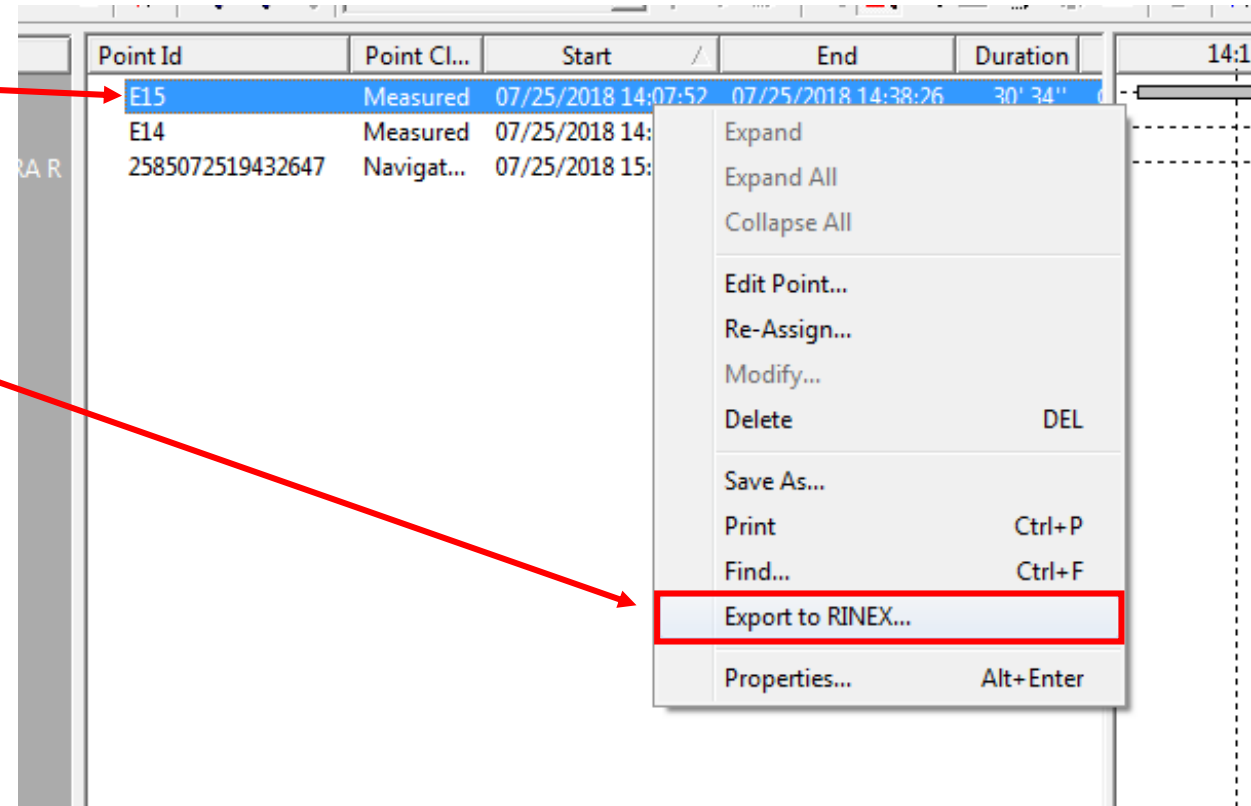 Point Id Point Cl... Start End Duration 14:1
E15 Measured 07/25/2018 14:07:52 07/25/2018 14:38:26 30' 34''
E14 Measured 07/25/2018 14:
RA R 2585072519432647 Navigat... 07/25/2018 15:
Expand
Expand All
Collapse All
Edit Point...
Re-Assign...
Modify...
Delete DEL
Save As...
Print Ctrl+P
Find... Ctrl+F
Export to RINEX...
Properties... Alt+Enter